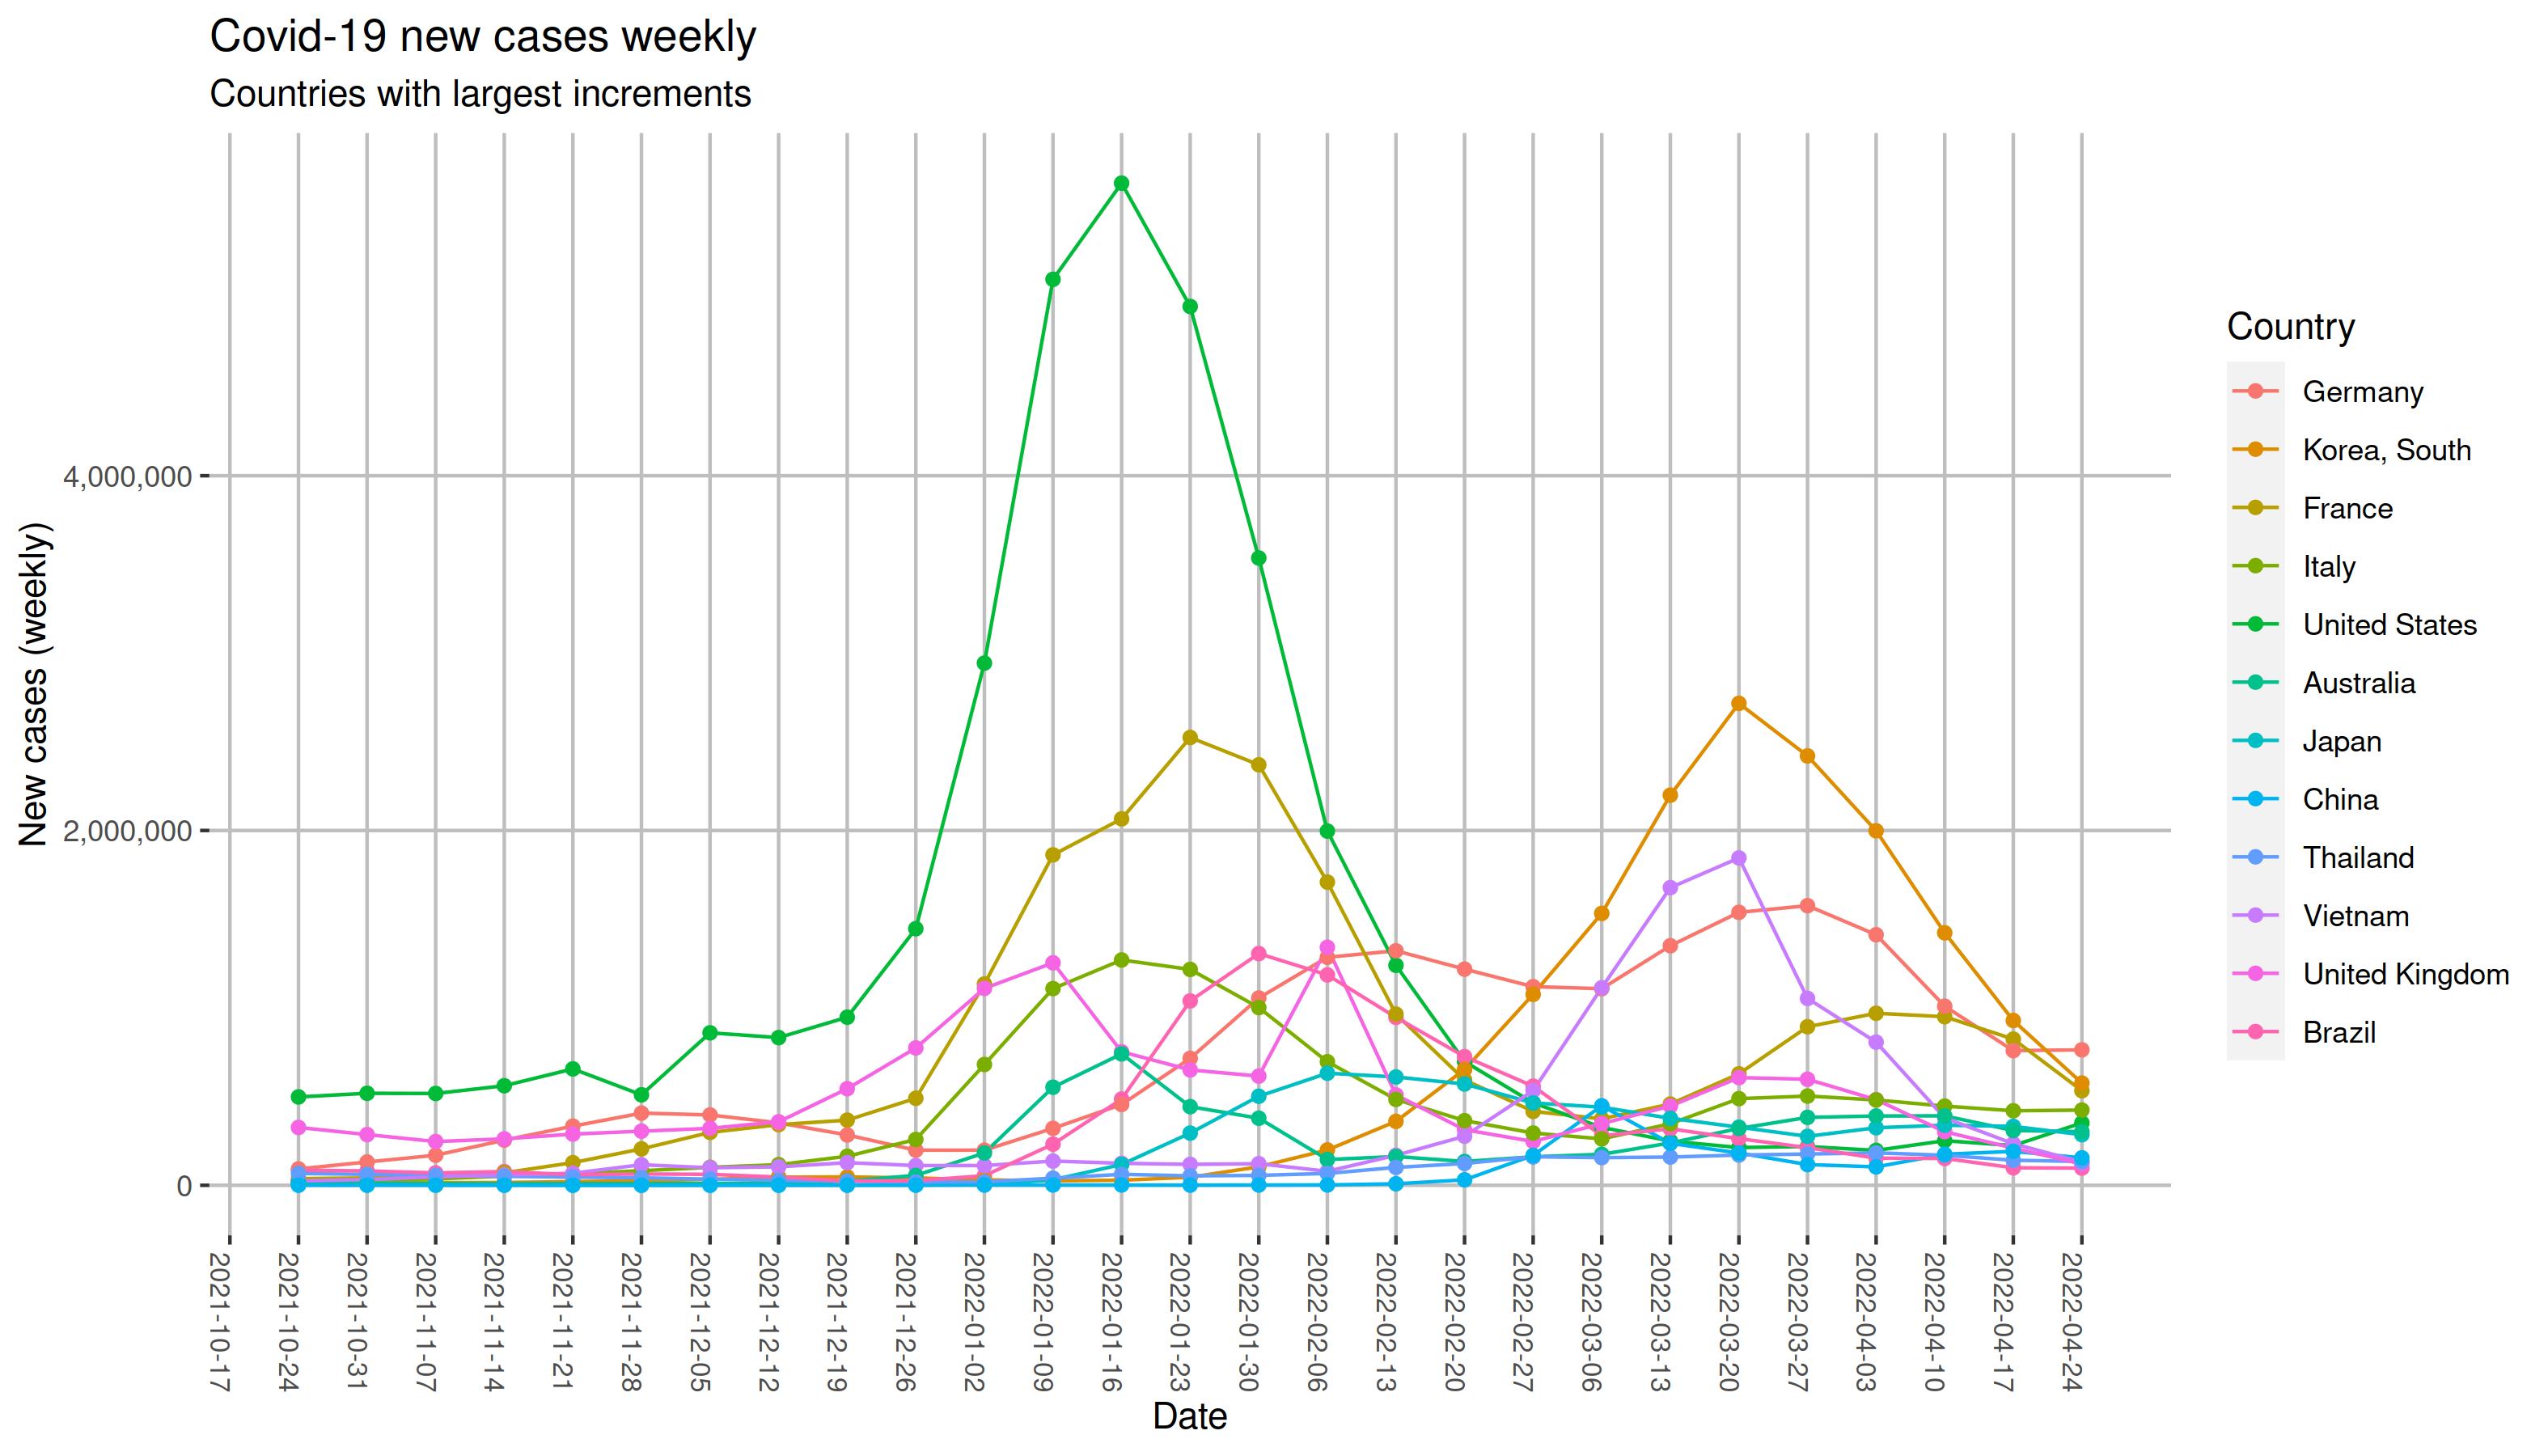 Covid-19 new cases weekly
Countries with largest increments
New cases (weekly)
4,000,000
2,000,000
0
2021-10-17
2021-10-24
2021-10-31
2021-11-07
2021-11-14
2021-11-21
2021-11-28
2021-12-05
2021-12-12
2021-12-19
2021-12-26
2022-01-02
2022-01-09
2022-01-16
2022-01-23
2022-01-30
2022-02-06
2022-02-13
2022-02-20
2022-02-27
2022-03-06
2022-03-13
2022-03-20
2022-03-27
2022-04-03
2022-04-10
2022-04-17
2022-04-24
Date
Country
Germany
Korea, South
France
Italy
United States
Australia
Japan
China
Thailand
Vietnam
United Kingdom
Brazil